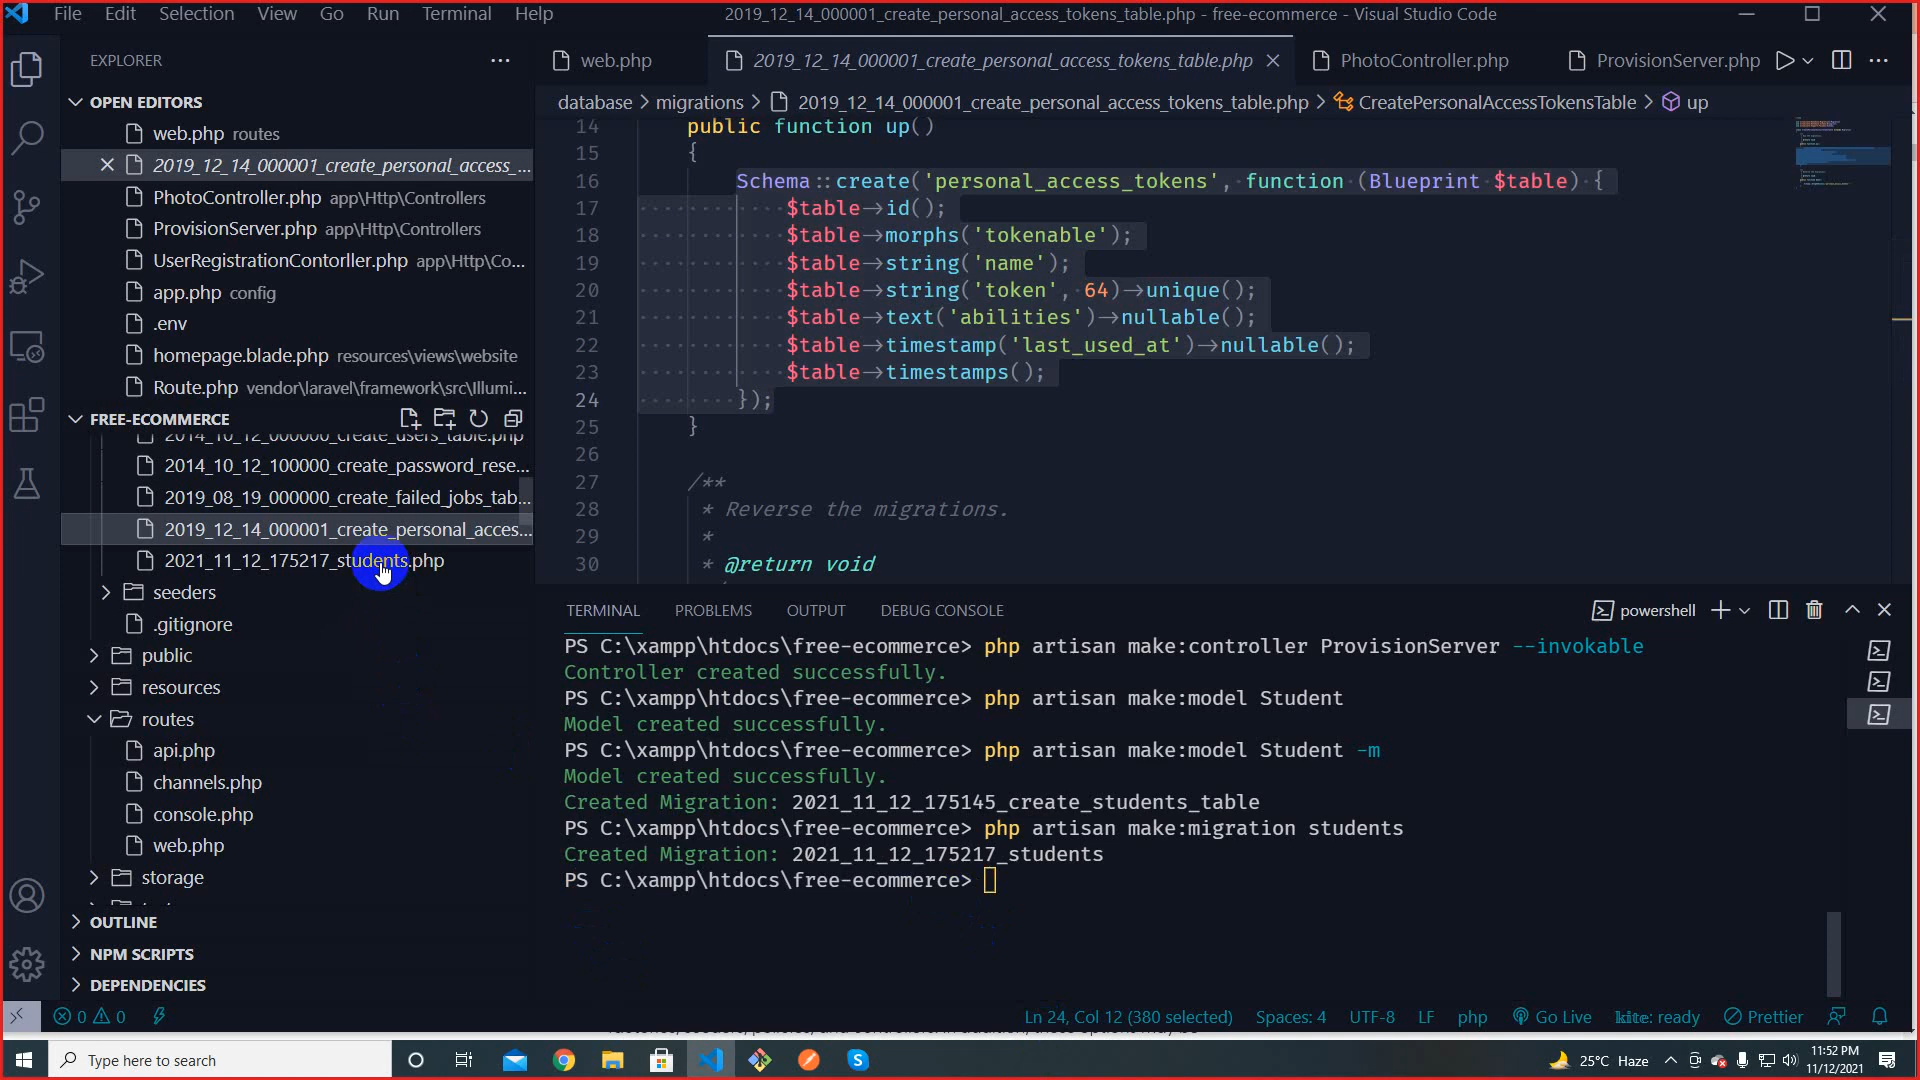 File Edit Selection View Go Run Terminal Help
2019_12_14_000001_create_personal_access_tokens_table.php - free-ecommerce - Visual Studio Code
EXPLORER
OPEN EDITORS
web.php routes
2019_12_14_000001_create_personal_access_...
PhotoController.php app\Http\Controllers
ProvisionServer.php app\Http\Controllers
UserRegistrationContorller.php app\Http\Co...
app.php config
.env
homepage.blade.php resources\views\website
Route.php vendor\laravel\framework\src\Illumi...
FREE-ECOMMERCE
2014_10_12_000000_create_users_table.php
2014_10_12_100000_create_password_rese...
2019_08_19_000000_create_failed_jobs_tab...
2019_12_14_000001_create_personal_acces...
2021_11_12_175217_students.php
seeders
.gitignore
public
resources
routes
api.php
channels.php
console.php
web.php
storage
OUTLINE
NPM SCRIPTS
DEPENDENCIES
web.php
2019_12_14_000001_create_personal_access_tokens_table.php
PhotoController.php
ProvisionServer.php
database > migrations > 2019_12_14_000001_create_personal_access_tokens_table.php > CreatePersonalAccessTokensTable > up
14 public function up()
15 {
16 Schema::create('personal_access_tokens', function (Blueprint $table) {
17 $table->id();
18 $table->morphs('tokenable');
19 $table->string('name');
20 $table->string('token', 64)->unique();
21 $table->text('abilities')->nullable();
22 $table->timestamp('last_used_at')->nullable();
23 $table->timestamps();
24 });
25 }
26
27 /**
28 * Reverse the migrations.
29 *
30 * @return void
TERMINAL PROBLEMS OUTPUT DEBUG CONSOLE
powershell
PS C:\xampp\htdocs\free-ecommerce> php artisan make:controller ProvisionServer --invokable
Controller created successfully.
PS C:\xampp\htdocs\free-ecommerce> php artisan make:model Student
Model created successfully.
PS C:\xampp\htdocs\free-ecommerce> php artisan make:model Student -m
Model created successfully.
Created Migration: 2021_11_12_175145_create_students_table
PS C:\xampp\htdocs\free-ecommerce> php artisan make:migration students
Created Migration: 2021_11_12_175217_students
PS C:\xampp\htdocs\free-ecommerce>
0 0
Ln 24, Col 12 (380 selected) Spaces: 4 UTF-8 LF php Go Live kite: ready Prettier
Type here to search
25°C Haze
11:52 PM
11/12/2021